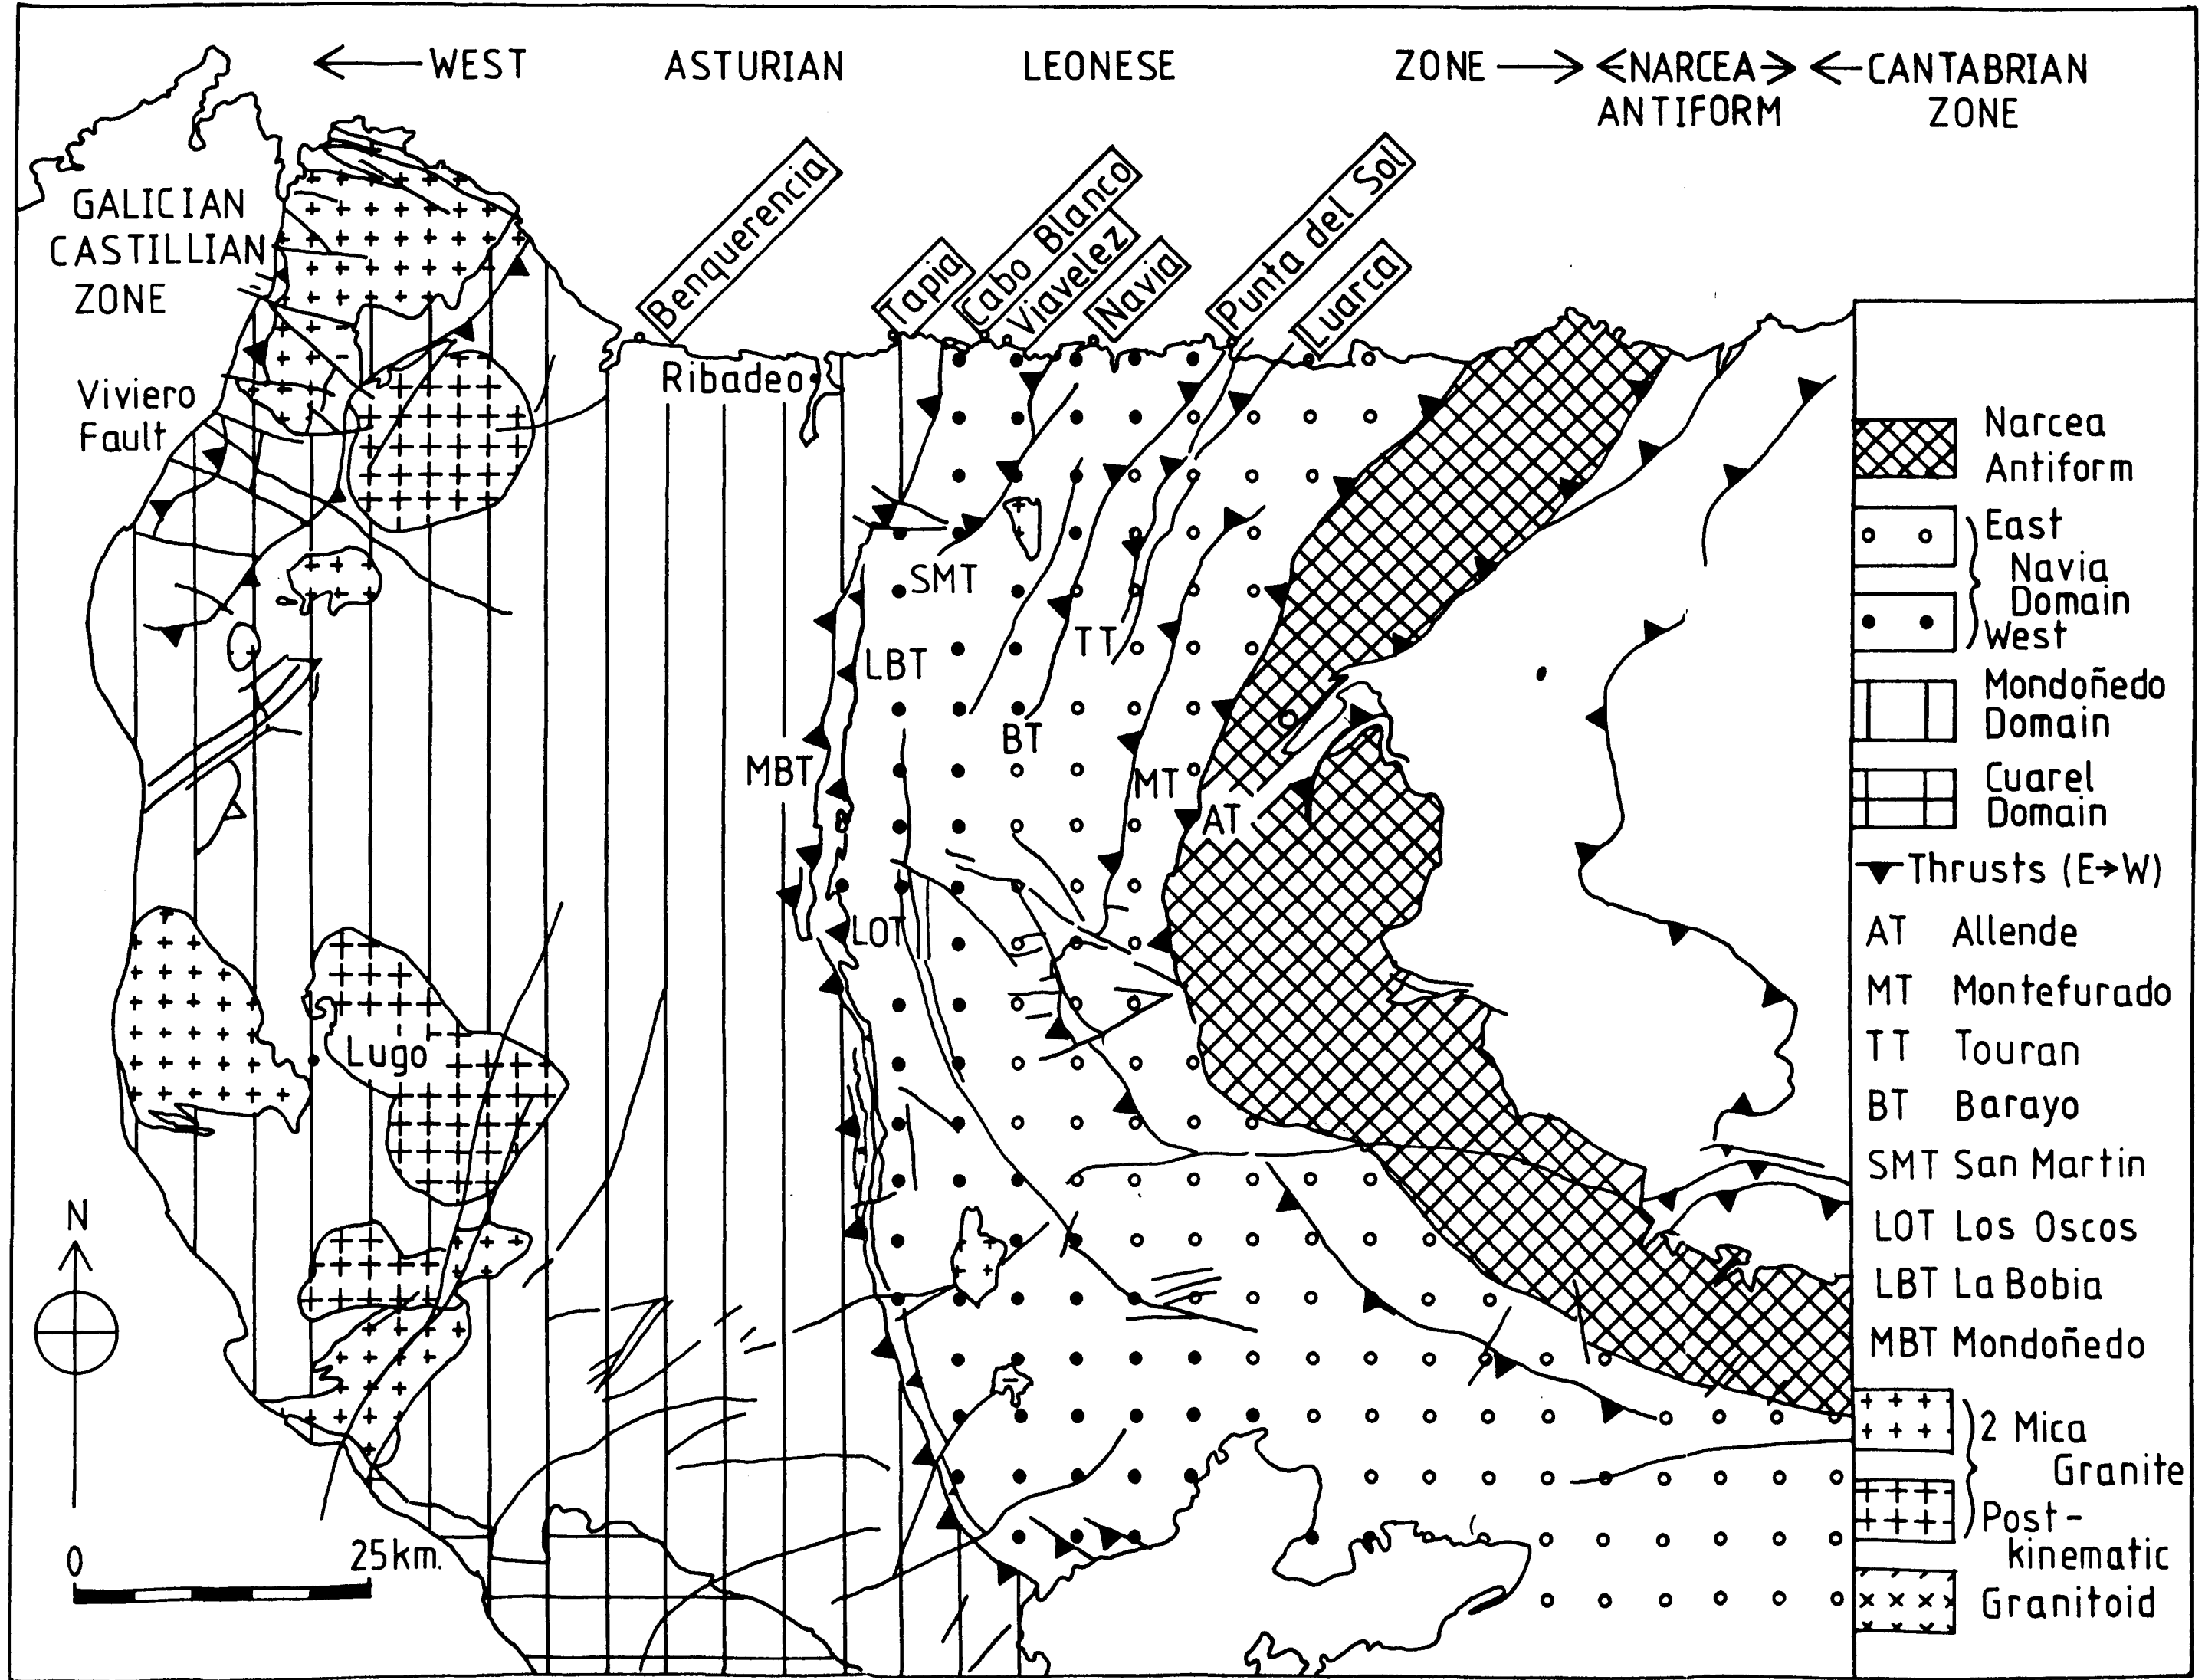 WEST ASTURIAN LEONESE ZONE
NARCEA
ANTIFORM
CANTABRIAN
ZONE
GALICIAN
CASTILLIAN
ZONE
Viviero
Fault
Benquerencia
Tapia
Cabo Blanco
Viavelez
Navia
Punta del Sol
Luarca
Ribadeo
SMT
LBT
TT
BT
MBT
MT
AT
LOT
Lugo
N
0 25km.
Narcea
Antiform
East
Navia
Domain
West
Mondoñedo
Domain
Cuarel
Domain
Thrusts (E→W)
AT Allende
MT Montefurado
TT Touran
BT Barayo
SMT San Martin
LOT Los Oscos
LBT La Bobia
MBT Mondoñedo
2 Mica
Granite
Post-
kinematic
Granitoid